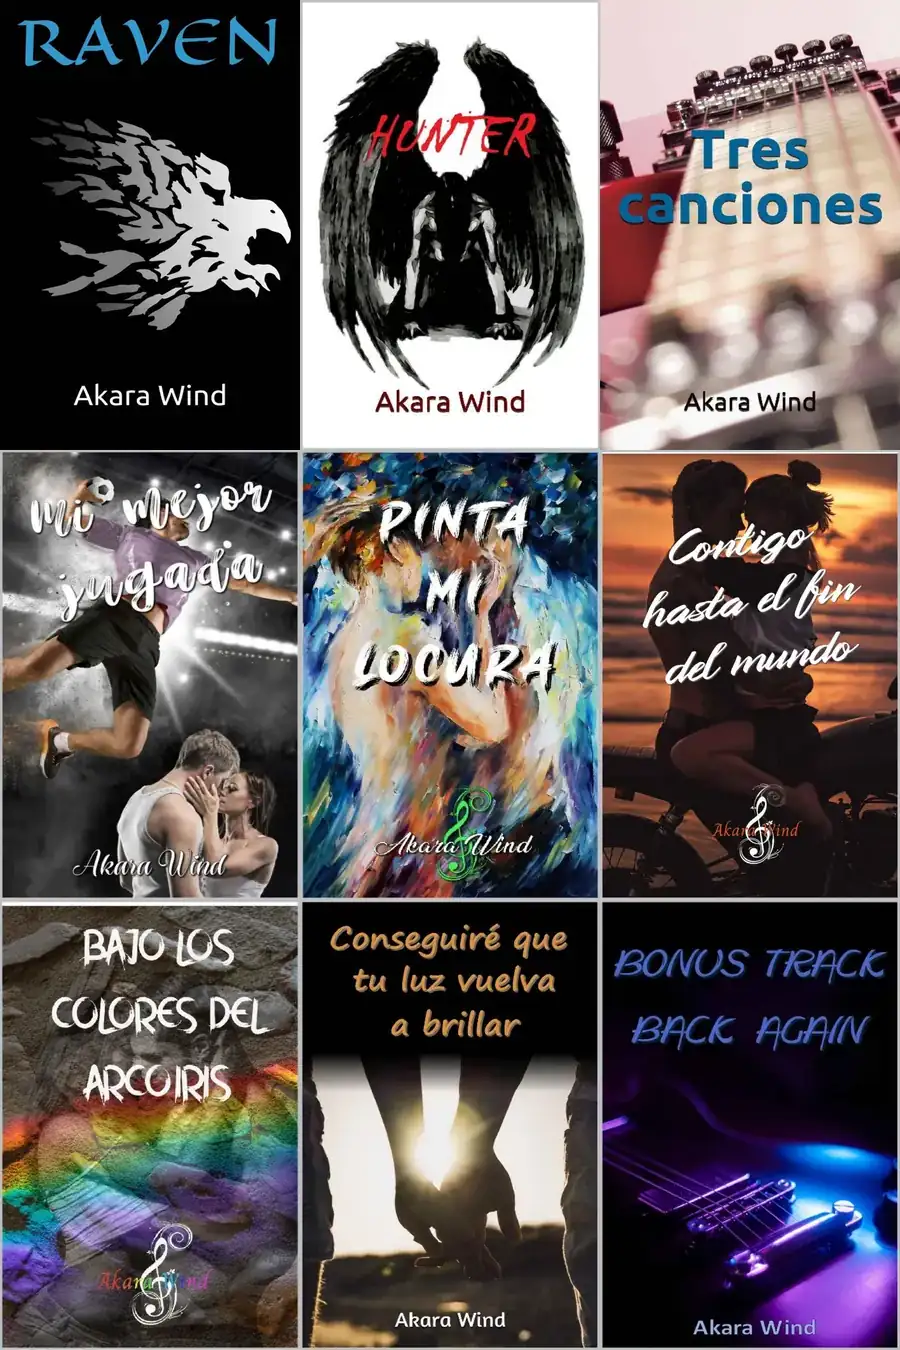 RAVEN
Akara Wind
HUNTER
Akara Wind
Tres
canciones
Akara Wind
mi mejor
jugada
Akara Wind
PINTA
MI
LOCURA
Akara Wind
Contigo
hasta el fin
del mundo
Akara Wind
BAJO LOS
COLORES DEL
ARCOIRIS
Akara Wind
Conseguiré que
tu luz vuelva
a brillar
Akara Wind
BONUS TRACK
BACK AGAIN
Akara Wind